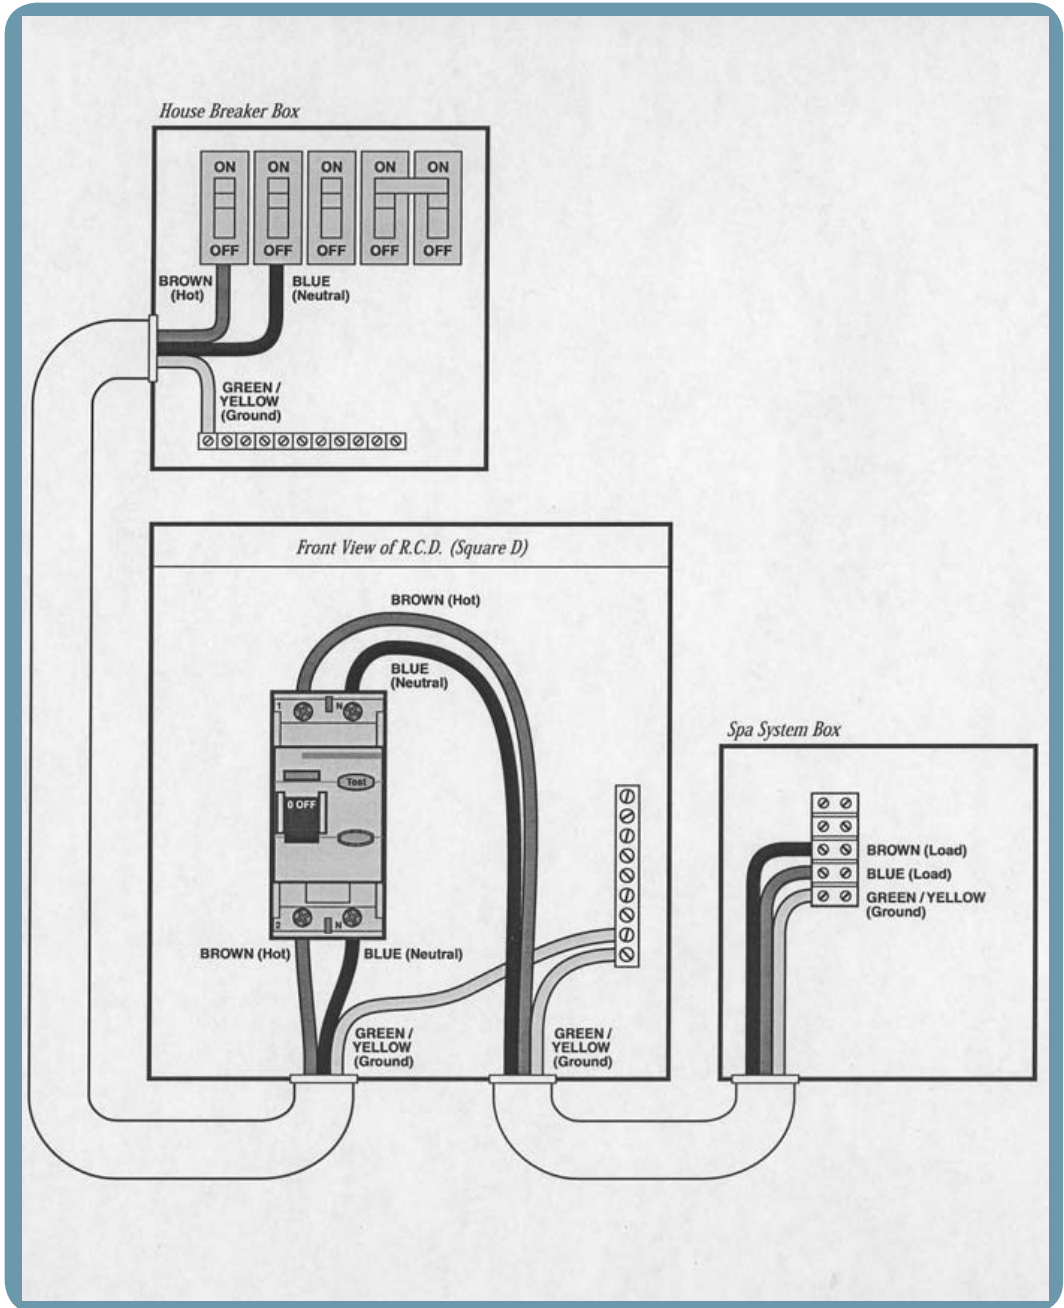 House Breaker Box
ON ON ON ON ON
OFF OFF OFF OFF OFF
BROWN
(Hot)
BLUE
(Neutral)
GREEN /
YELLOW
(Ground)
Front View of R.C.D. (Square D)
BROWN (Hot)
BLUE
(Neutral)
1 N
Test
0 OFF
2 N
BROWN (Hot)
BLUE (Neutral)
GREEN /
YELLOW
(Ground)
GREEN /
YELLOW
(Ground)
Spa System Box
BROWN (Load)
BLUE (Load)
GREEN / YELLOW
(Ground)